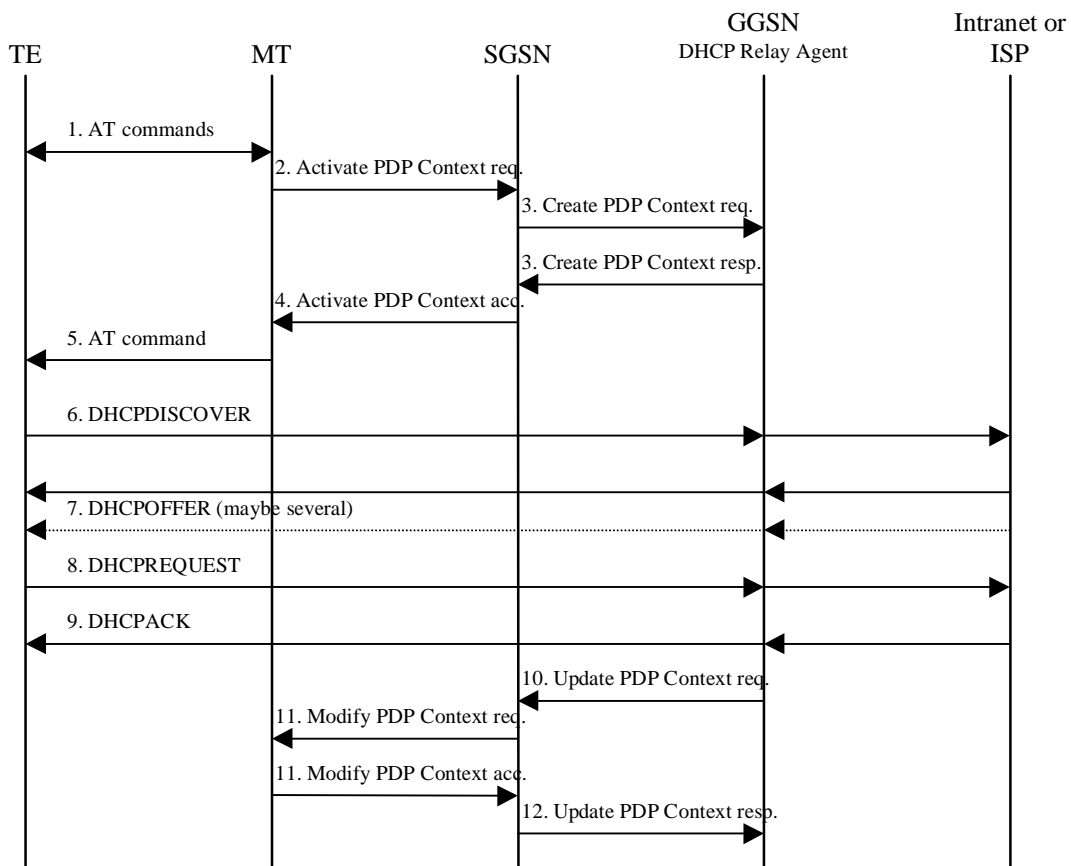 GGSN
Intranet or
TE
MT
SGSN
DHCP Relay Agent
ISP
1. AT commands
2. Activate PDP Context req.
3. Create PDP Context req.
3. Create PDP Context resp.
4. Activate PDP Context acc.
5. AT command
6. DHCPDISCOVER
7. DHCPOFFER (maybe several)
8. DHCPREQUEST
9. DHCPACK
10. Update PDP Context req.
11. Modify PDP Context req.
11. Modify PDP Context acc.
12. Update PDP Context resp.